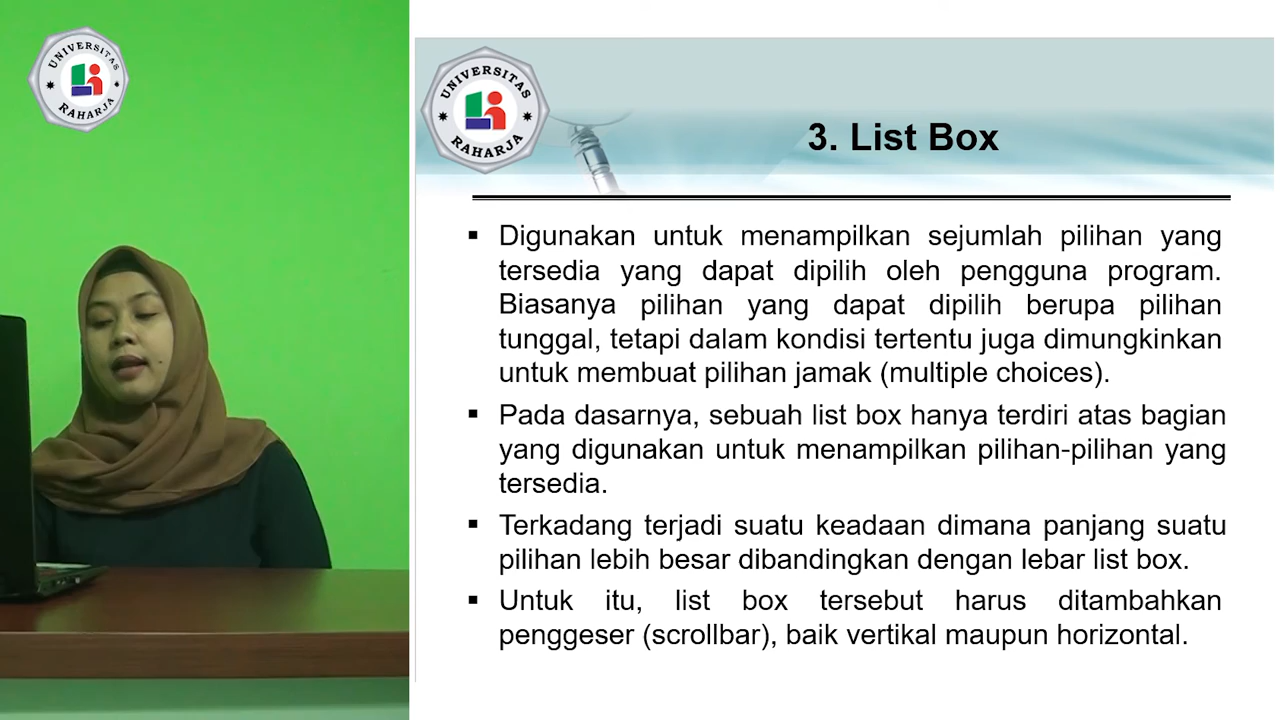 UNIVERSITAS
RAHARJA
UNIVERSITAS
RAHARJA
3. List Box
▪ Digunakan untuk menampilkan sejumlah pilihan yang
tersedia yang dapat dipilih oleh pengguna program.
Biasanya pilihan yang dapat dipilih berupa pilihan
tunggal, tetapi dalam kondisi tertentu juga dimungkinkan
untuk membuat pilihan jamak (multiple choices).
▪ Pada dasarnya, sebuah list box hanya terdiri atas bagian
yang digunakan untuk menampilkan pilihan-pilihan yang
tersedia.
▪ Terkadang terjadi suatu keadaan dimana panjang suatu
pilihan lebih besar dibandingkan dengan lebar list box.
▪ Untuk itu, list box tersebut harus ditambahkan
penggeser (scrollbar), baik vertikal maupun horizontal.